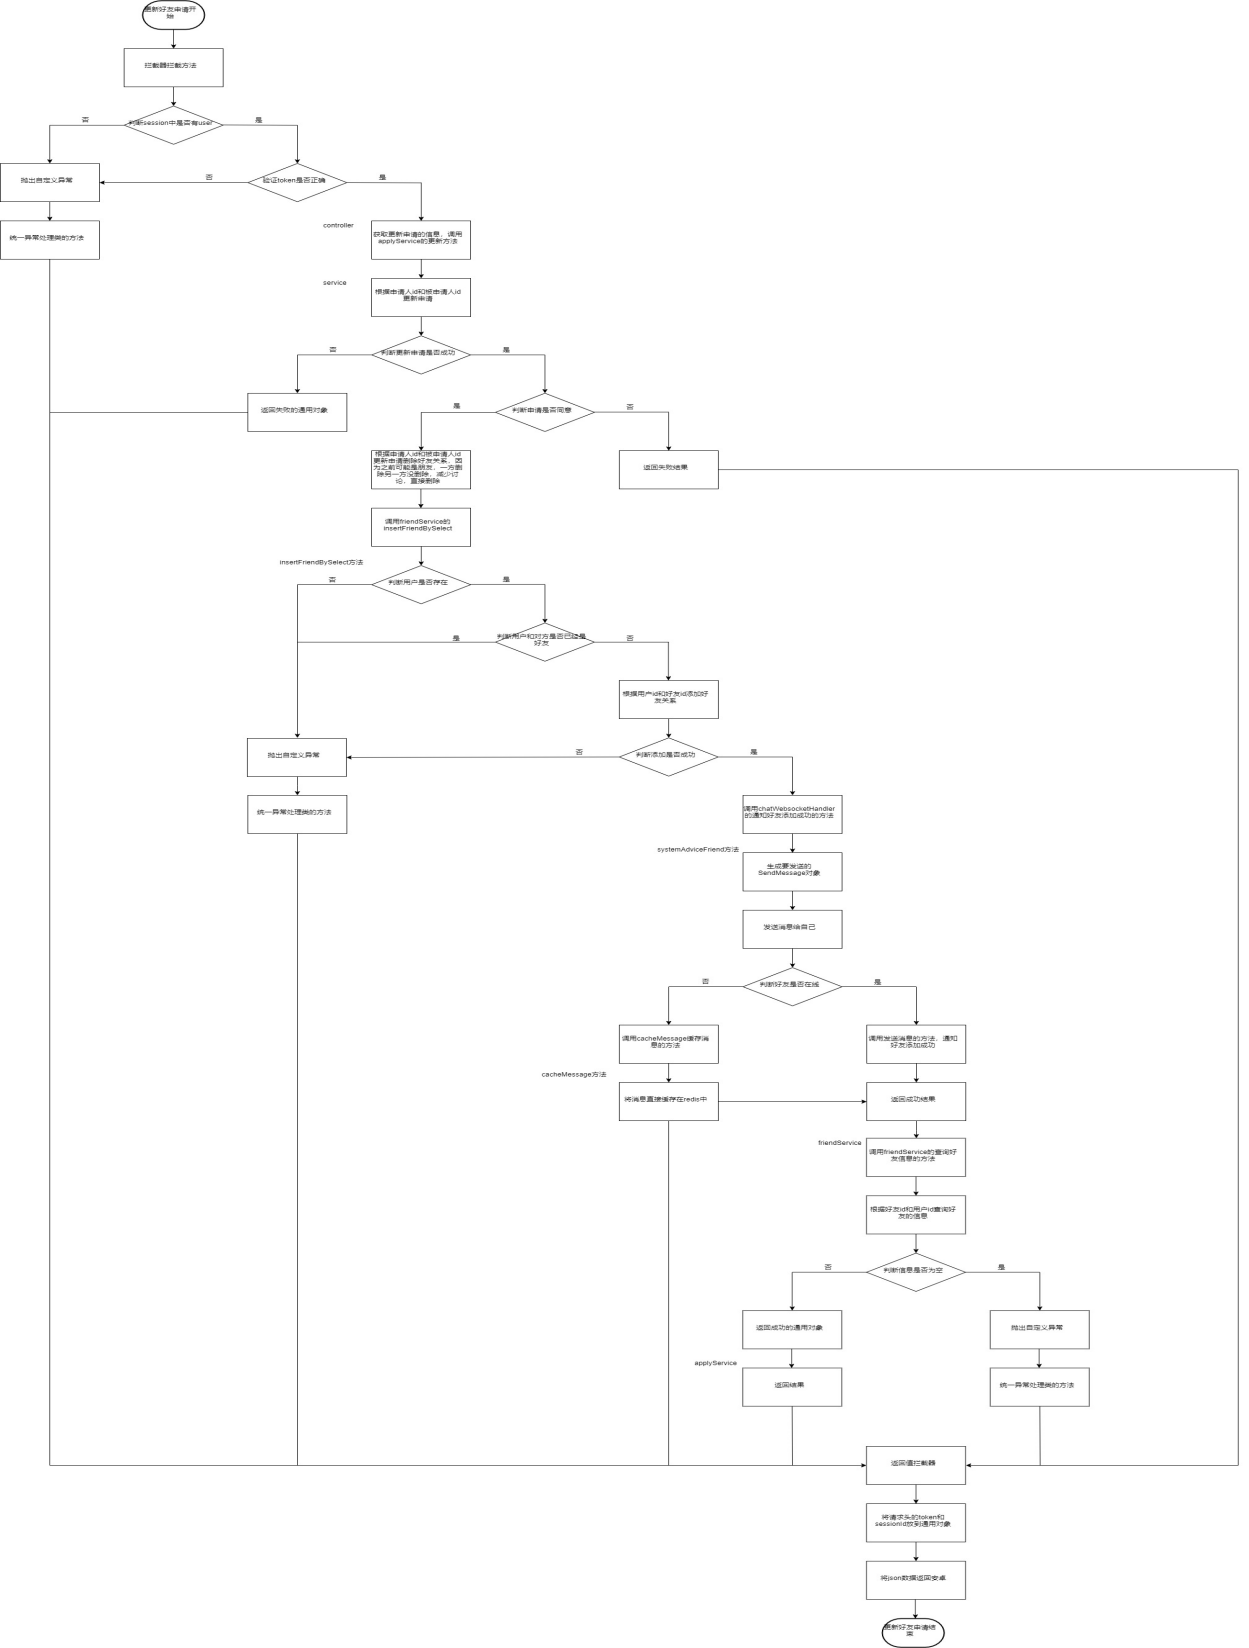 更新好友申请开
始
拦截器拦截方法
判断session中是否有user
否
是
抛出自定义异常
否
验证token是否正确
是
统一异常处理类的方法
controller
获取更新申请的信息，调用
applyService的更新方法
service
根据申请人id和被申请人id
更新申请
否
判断更新申请是否成功
是
返回失败的通用对象
是
判断申请是否同意
否
根据申请人id和被申请人id
更新申请删除好友关系，因
为之前可能是朋友，一方删
除另一方没删除，减少讨
论，直接删除
返回失败结果
调用friendService的
insertFriendBySelect
insertFriendBySelect方法
否
判断用户是否存在
是
是
判断用户和对方是否已经是
好友
否
根据用户id和好友id添加好
友关系
抛出自定义异常
否
判断添加是否成功
是
统一异常处理类的方法
调用chatWebsocketHandler
的通知好友添加成功的方法
systemAdviceFriend方法
生成要发送的
SendMessage对象
发送消息给自己
否
判断好友是否在线
是
调用cacheMessage缓存消
息的方法
调用发送消息的方法，通知
好友添加成功
cacheMessage方法
将消息直接缓存在redis中
返回成功结果
friendService
调用friendService的查询好
友信息的方法
根据好友id和用户id查询好
友的信息
否
判断信息是否为空
是
返回成功的通用对象
抛出自定义异常
applyService
返回结果
统一异常处理类的方法
返回值拦截器
将请求头的token和
sessionId放到通用对象
将json数据返回安卓
更新好友申请结
束